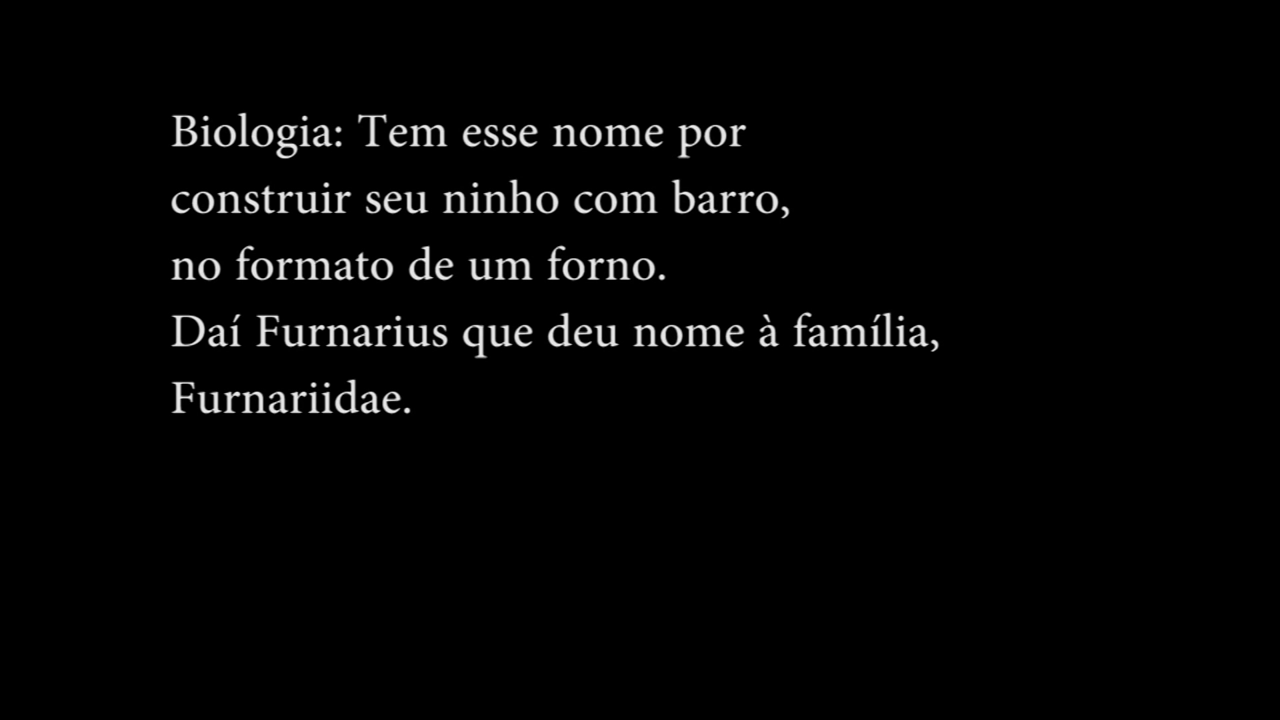 Biologia: Tem esse nome por
construir seu ninho com barro,
no formato de um forno.
Daí Furnarius que deu nome à família,
Furnariidae.